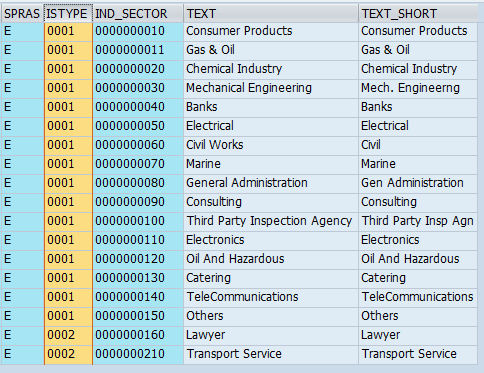 SPRAS ISTYPE IND_SECTOR TEXT TEXT_SHORT
E 0001 0000000010 Consumer Products Consumer Products
E 0001 0000000011 Gas & Oil Gas & Oil
E 0001 0000000020 Chemical Industry Chemical Industry
E 0001 0000000030 Mechanical Engineering Mech. Engineerng
E 0001 0000000040 Banks Banks
E 0001 0000000050 Electrical Electrical
E 0001 0000000060 Civil Works Civil
E 0001 0000000070 Marine Marine
E 0001 0000000080 General Administration Gen Administration
E 0001 0000000090 Consulting Consulting
E 0001 0000000100 Third Party Inspection Agency Third Party Insp Agn
E 0001 0000000110 Electronics Electronics
E 0001 0000000120 Oil And Hazardous Oil And Hazardous
E 0001 0000000130 Catering Catering
E 0001 0000000140 TeleCommunications TeleCommunications
E 0001 0000000150 Others Others
E 0002 0000000160 Lawyer Lawyer
E 0002 0000000210 Transport Service Transport Service